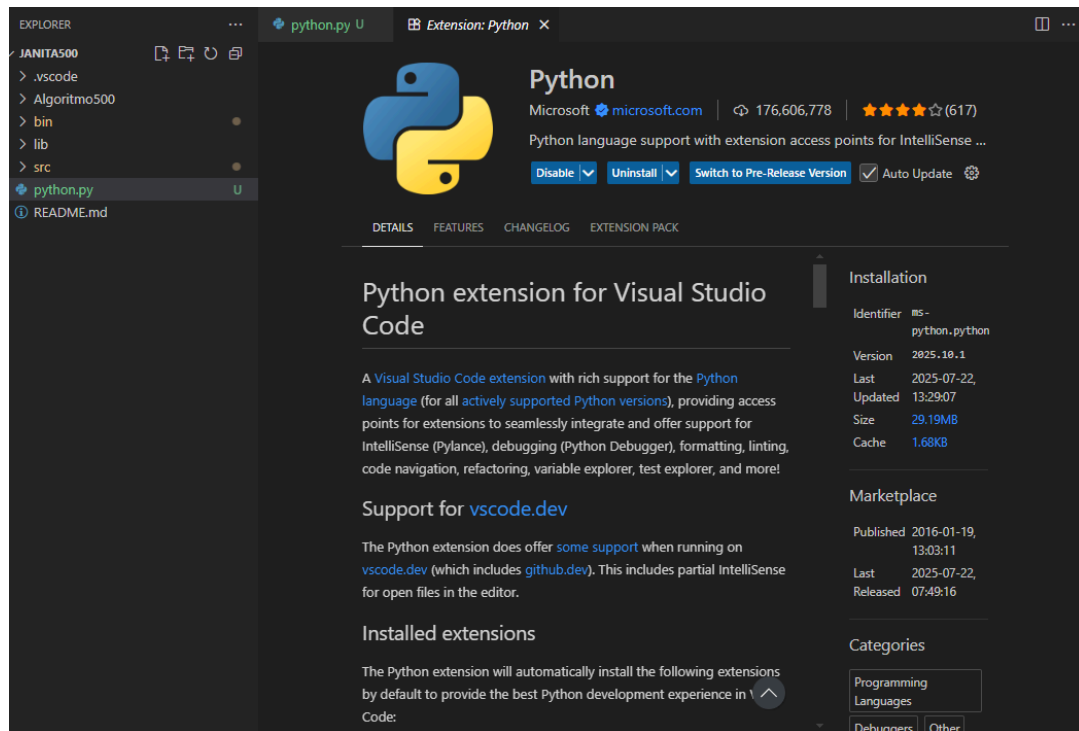 EXPLORER
JANITA500
.vscode
Algoritmo500
bin
lib
src
python.py U
README.md
python.py U
Extension: Python
Python
Microsoft microsoft.com 176,606,778 (617)
Python language support with extension access points for IntelliSense ...
Disable Uninstall Switch to Pre-Release Version Auto Update
DETAILS FEATURES CHANGELOG EXTENSION PACK
Python extension for Visual Studio
Code
A Visual Studio Code extension with rich support for the Python
language (for all actively supported Python versions), providing access
points for extensions to seamlessly integrate and offer support for
IntelliSense (Pylance), debugging (Python Debugger), formatting, linting,
code navigation, refactoring, variable explorer, test explorer, and more!
Support for vscode.dev
The Python extension does offer some support when running on
vscode.dev (which includes github.dev). This includes partial IntelliSense
for open files in the editor.
Installed extensions
The Python extension will automatically install the following extensions
by default to provide the best Python development experience in
Code:
Installation
Identifier ms-
python.python
Version 2025.10.1
Last 2025-07-22,
Updated 13:29:07
Size 29.19MB
Cache 1.68KB
Marketplace
Published 2016-01-19,
13:03:11
Last 2025-07-22,
Released 07:49:16
Categories
Programming
Languages
Debuggers Other